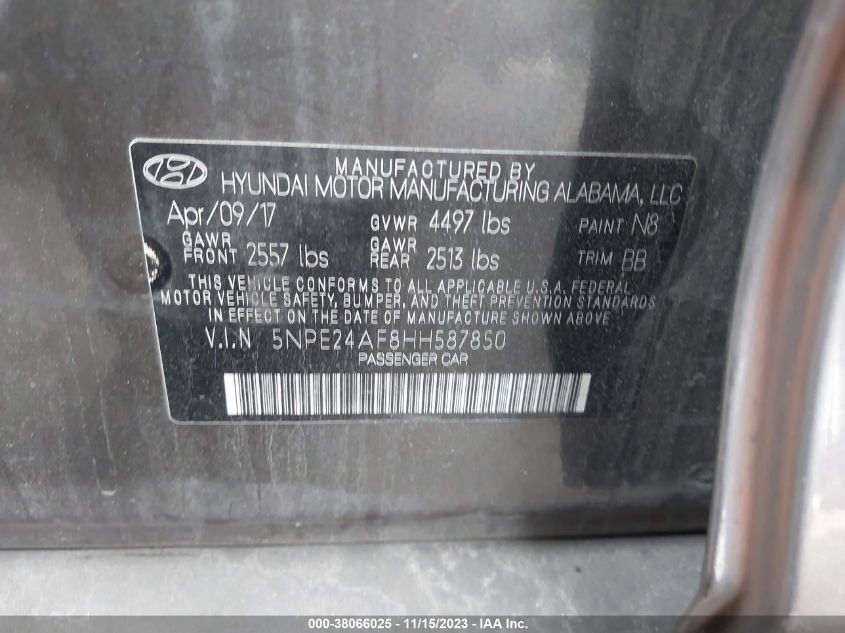 MANUFACTURED BY
HYUNDAI MOTOR MANUFACTURING ALABAMA, LLC
Apr/09/17 GVWR 4497 lbs PAINT N8
GAWR FRONT 2557 lbs GAWR REAR 2513 lbs TRIM BB
THIS VEHICLE CONFORMS TO ALL APPLICABLE U.S.A. FEDERAL
MOTOR VEHICLE SAFETY, BUMPER, AND THEFT PREVENTION STANDARDS
IN EFFECT ON THE DATE OF MANUFACTURE SHOWN ABOVE.
V.I.N 5NPE24AF8HH587850
PASSENGER CAR
000-38066025 - 11/15/2023 - IAA Inc.